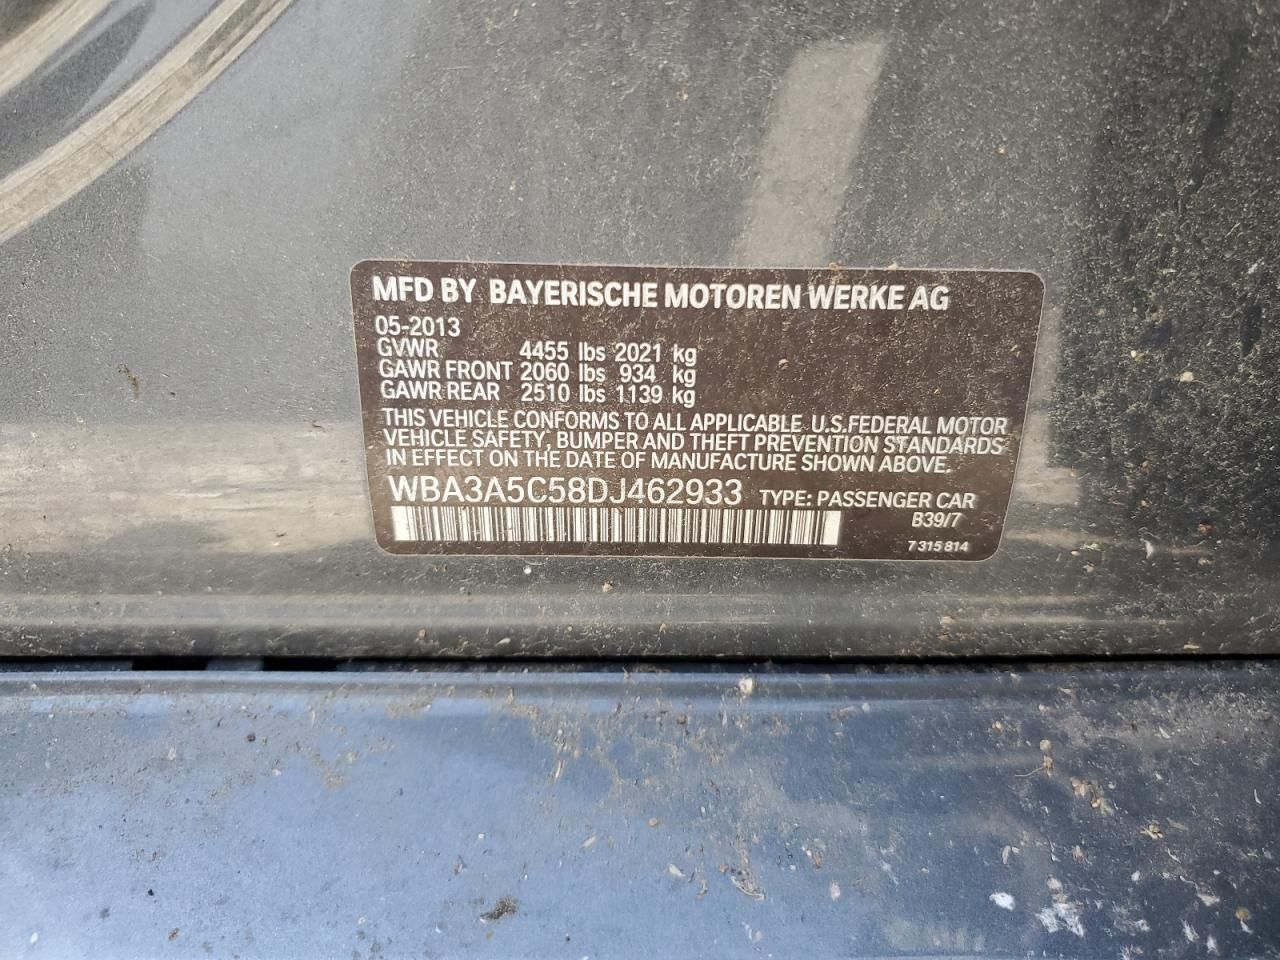 MFD BY BAYERISCHE MOTOREN WERKE AG
05-2013
GVWR 4455 lbs 2021 kg
GAWR FRONT 2060 lbs 934 kg
GAWR REAR 2510 lbs 1139 kg
THIS VEHICLE CONFORMS TO ALL APPLICABLE U.S.FEDERAL MOTOR
VEHICLE SAFETY, BUMPER AND THEFT PREVENTION STANDARDS
IN EFFECT ON THE DATE OF MANUFACTURE SHOWN ABOVE.
WBA3A5C58DJ462933 TYPE: PASSENGER CAR
B39/7
7 315 814